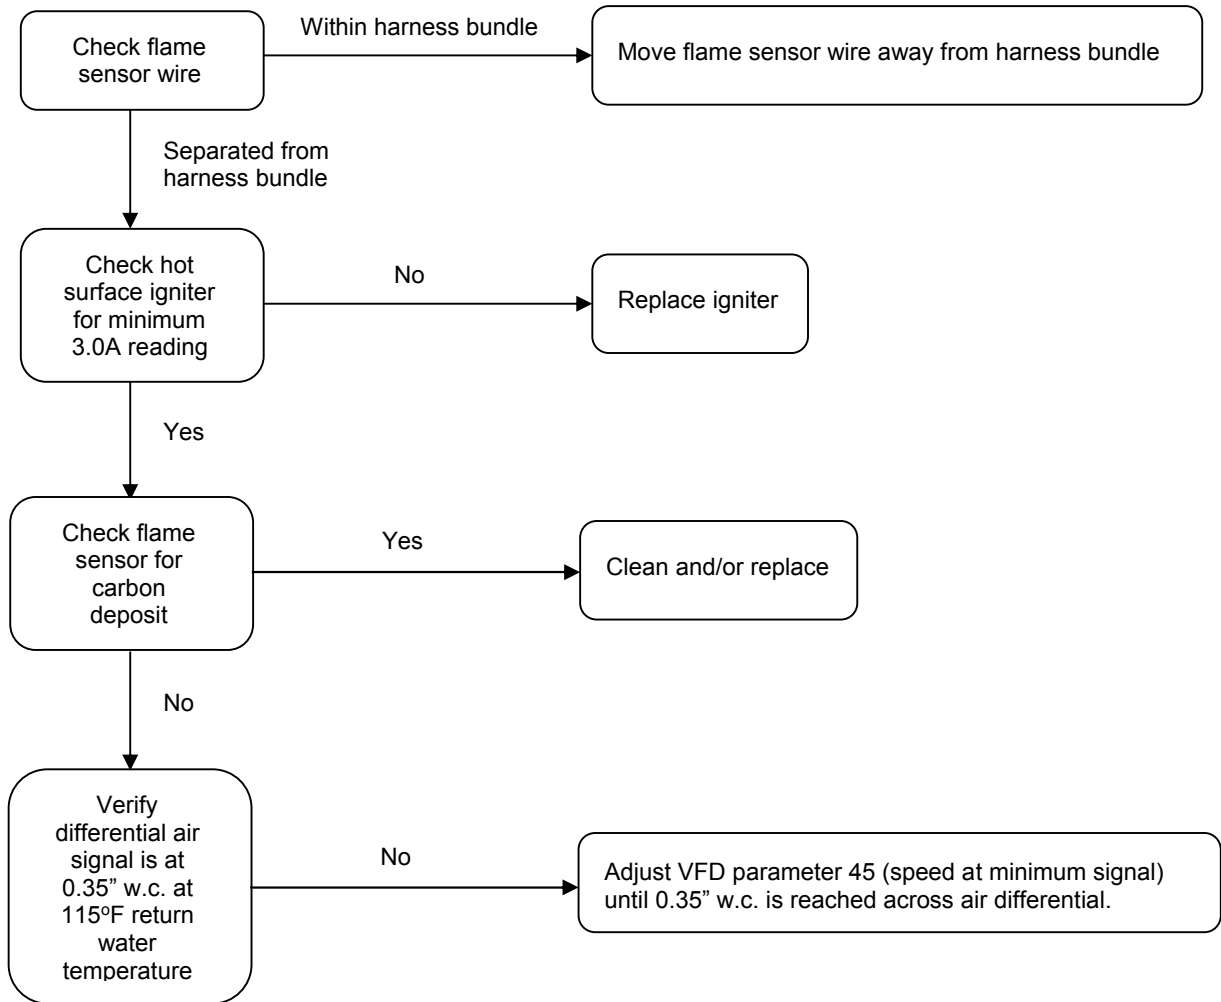 Check flame
sensor wire
Within harness bundle
Move flame sensor wire away from harness bundle
Separated from
harness bundle
Check hot
surface igniter
for minimum
3.0A reading
No
Replace igniter
Yes
Check flame
sensor for
carbon
deposit
Yes
Clean and/or replace
No
Verify
differential air
signal is at
0.35” w.c. at
115°F return
water
temperature
No
Adjust VFD parameter 45 (speed at minimum signal)
until 0.35” w.c. is reached across air differential.